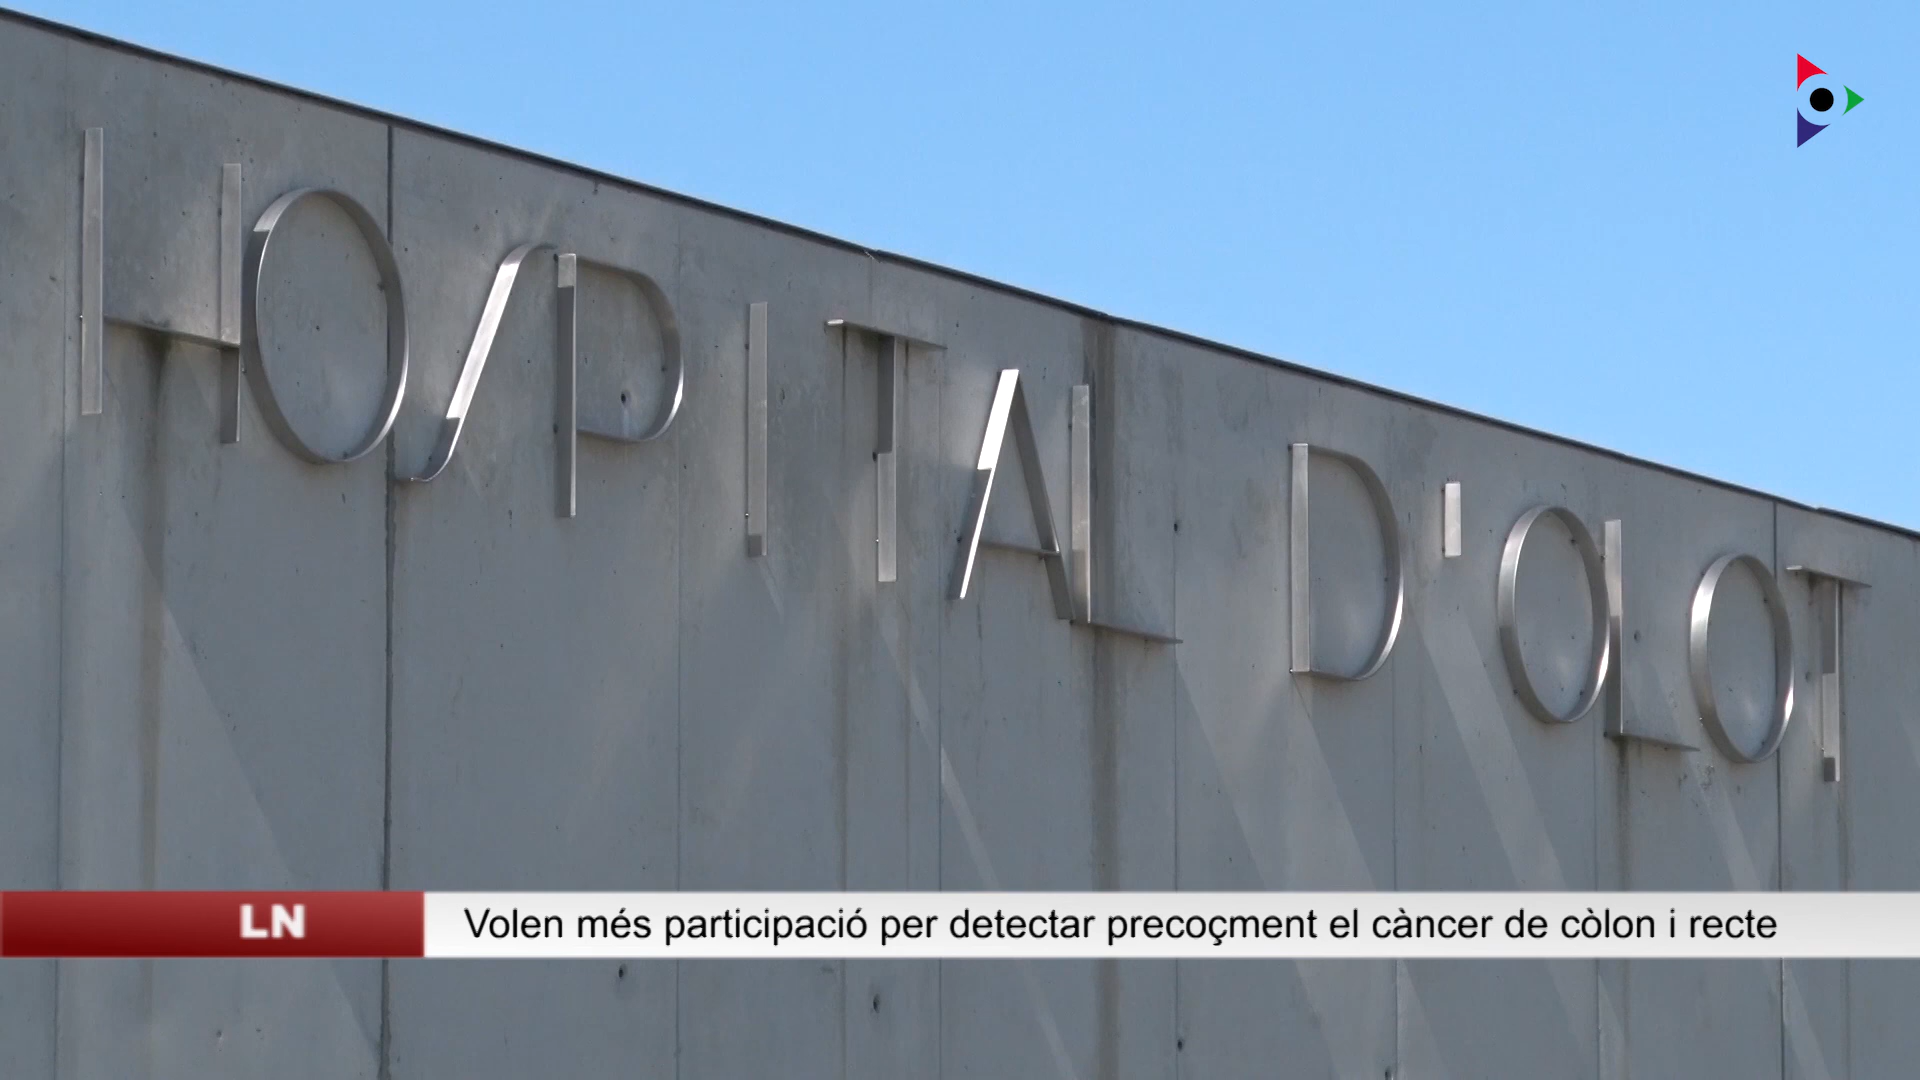 HOSPITAL D'OLOT
LN
Volen més participació per detectar precoçment el càncer de còlon i recte